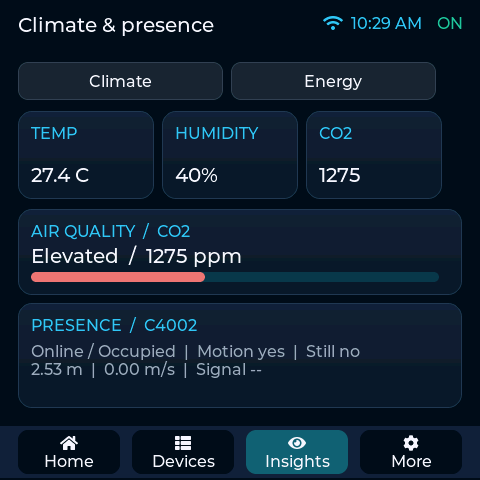 Climate & presence 10:29 AM ON
Climate Energy
TEMP HUMIDITY CO2
27.4 C 40% 1275
AIR QUALITY / CO2
Elevated / 1275 ppm
PRESENCE / C4002
Online / Occupied | Motion yes | Still no
2.53 m | 0.00 m/s | Signal --
Home Devices Insights More